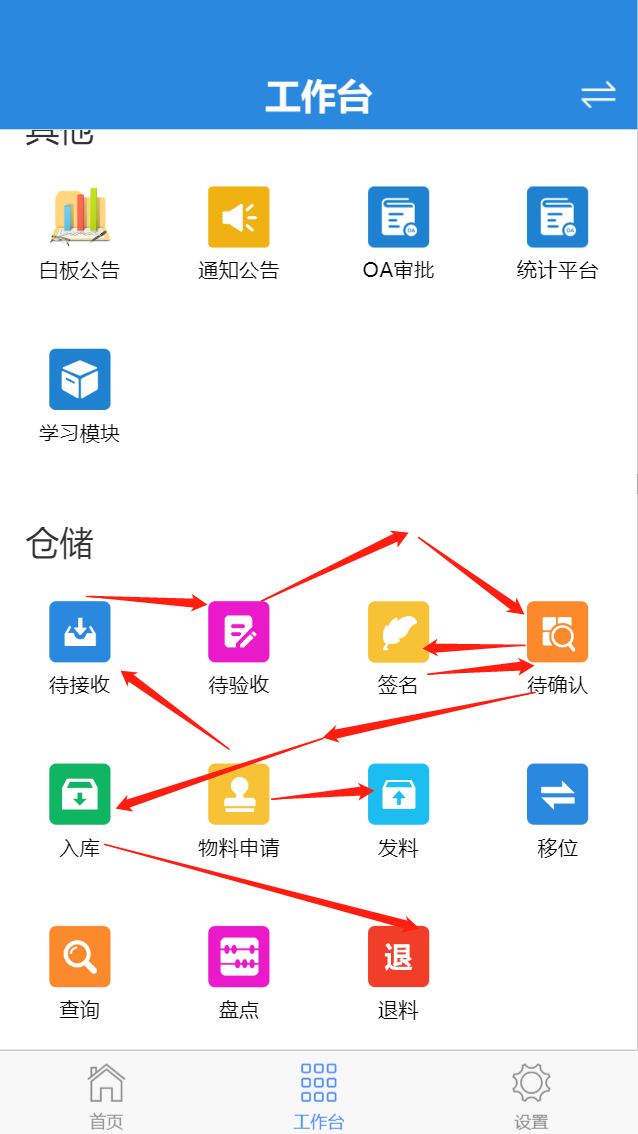 工作台
其他
白板公告 通知公告 OA审批 统计平台
学习模块
仓储
待接收 待验收 签名 待确认
入库 物料申请 发料 移位
退
查询 盘点 退料
首页 工作台 设置